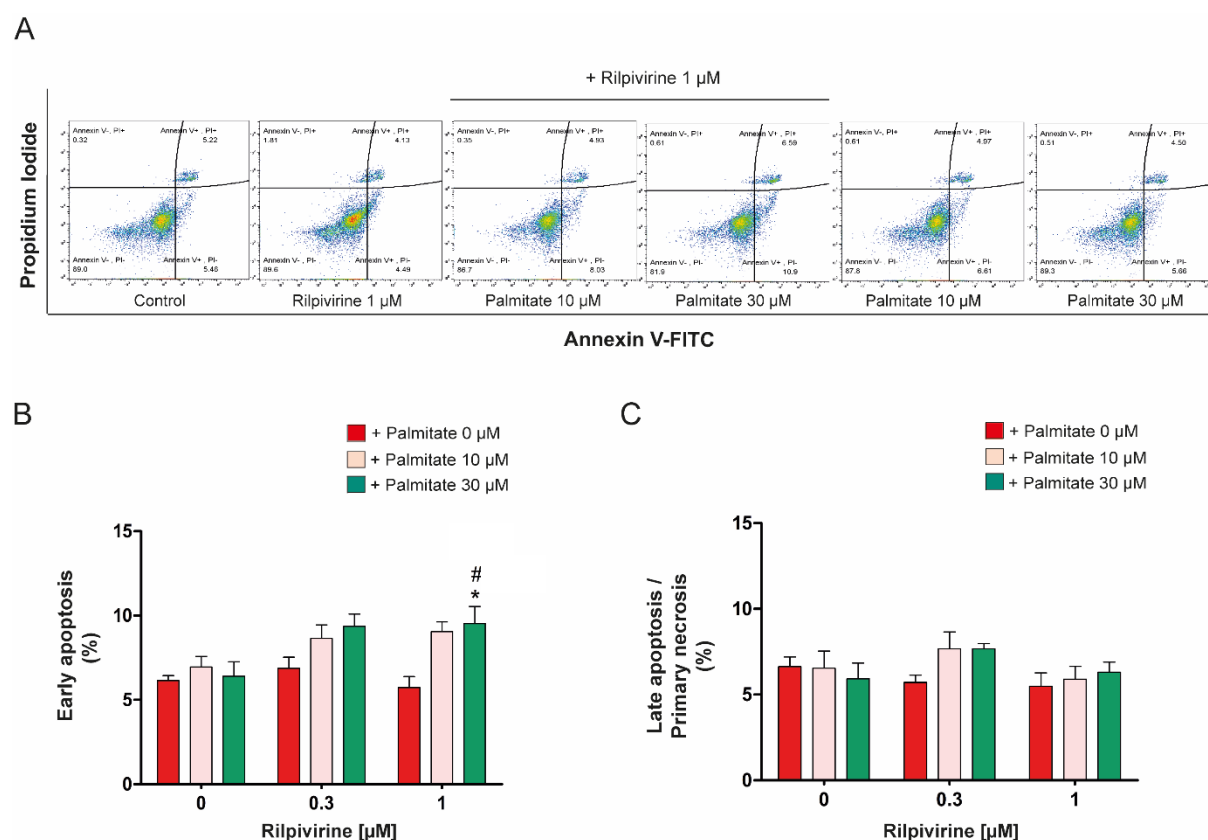 A
+ Rilpivirine 1 µM
Propidium Iodide
Annexin V-, PI+ Annexin V+, PI+
0.32 5.22
Annexin V-, PI- Annexin V+, PI-
89.0 5.46
Control
Annexin V-, PI+ Annexin V+, PI+
1.81 4.13
Annexin V-, PI- Annexin V+, PI-
89.6 4.49
Rilpivirine 1 µM
Annexin V-, PI+ Annexin V+, PI+
0.35 4.93
Annexin V-, PI- Annexin V+, PI-
86.7 8.03
Palmitate 10 µM
Annexin V-, PI+ Annexin V+, PI+
0.61 6.59
Annexin V-, PI- Annexin V+, PI-
81.9 10.9
Palmitate 30 µM
Annexin V-, PI+ Annexin V+, PI+
0.61 4.97
Annexin V-, PI- Annexin V+, PI-
87.8 6.61
Palmitate 10 µM
Annexin V-, PI+ Annexin V+, PI+
0.51 4.50
Annexin V-, PI- Annexin V+, PI-
89.3 5.66
Palmitate 30 µM
Annexin V-FITC
B
+ Palmitate 0 µM
+ Palmitate 10 µM
+ Palmitate 30 µM
Early apoptosis
(%)
15
10
5
0
#
*
0 0.3 1
Rilpivirine [µM]
C
+ Palmitate 0 µM
+ Palmitate 10 µM
+ Palmitate 30 µM
Late apoptosis /
Primary necrosis
(%)
15
10
5
0
0 0.3 1
Rilpivirine [µM]